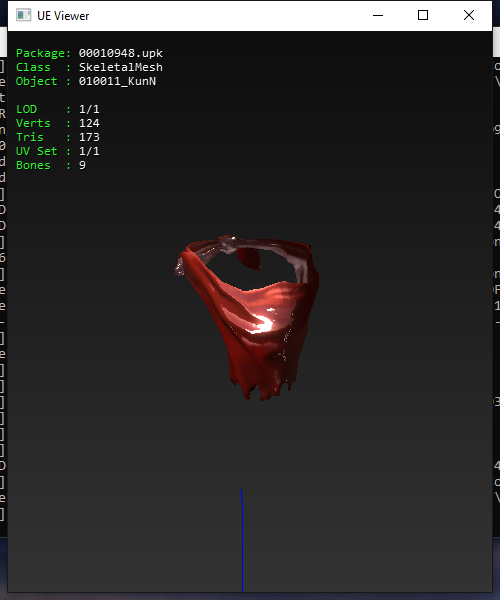 UE Viewer
Package: 00010948.upk
Class  : SkeletalMesh
Object : 010011_KunN
LOD    : 1/1
Verts  : 124
Tris   : 173
UV Set : 1/1
Bones  : 9